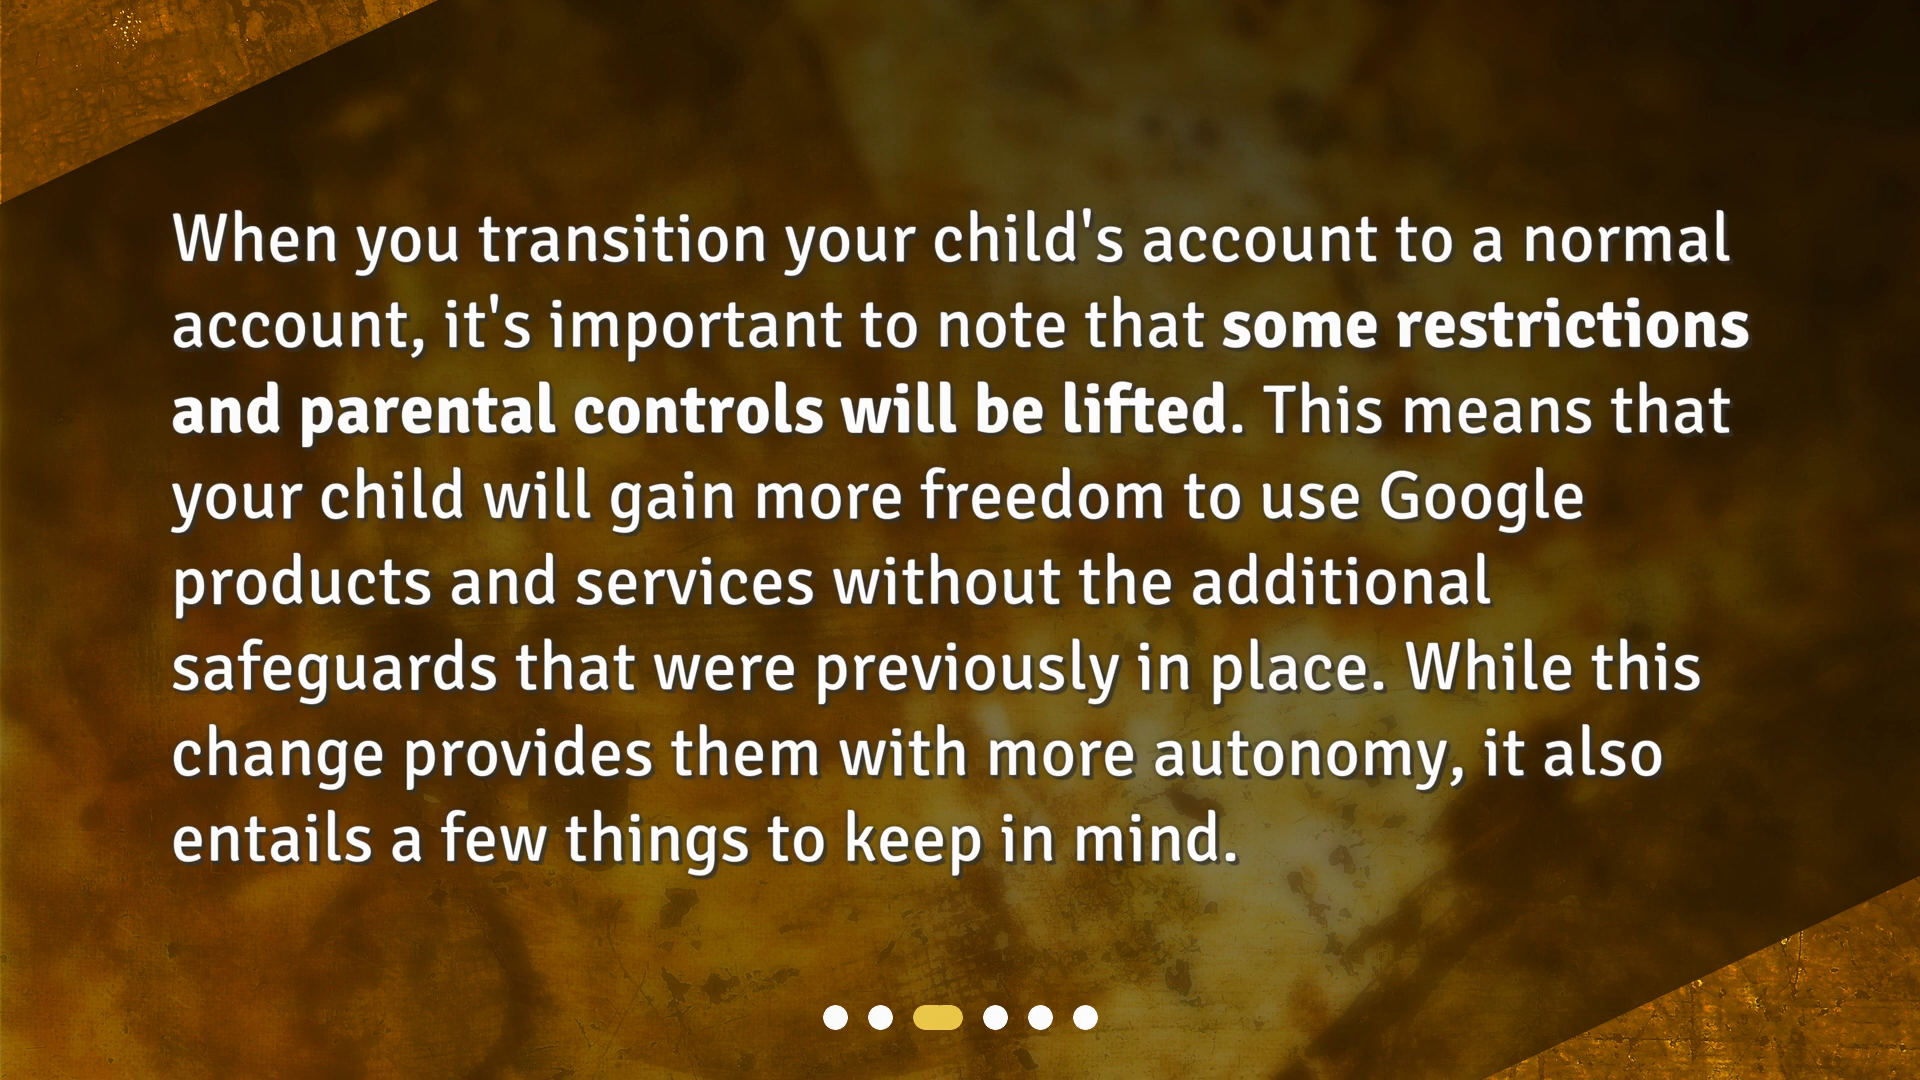 When you transition your child's account to a normal
account, it's important to note that some restrictions
and parental controls will be lifted. This means that
your child will gain more freedom to use Google
products and services without the additional
safeguards that were previously in place. While this
change provides them with more autonomy, it also
entails a few things to keep in mind.